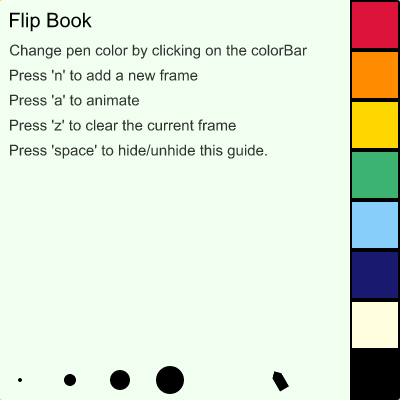 Flip Book
Change pen color by clicking on the colorBar
Press 'n' to add a new frame
Press 'a' to animate
Press 'z' to clear the current frame
Press 'space' to hide/unhide this guide.